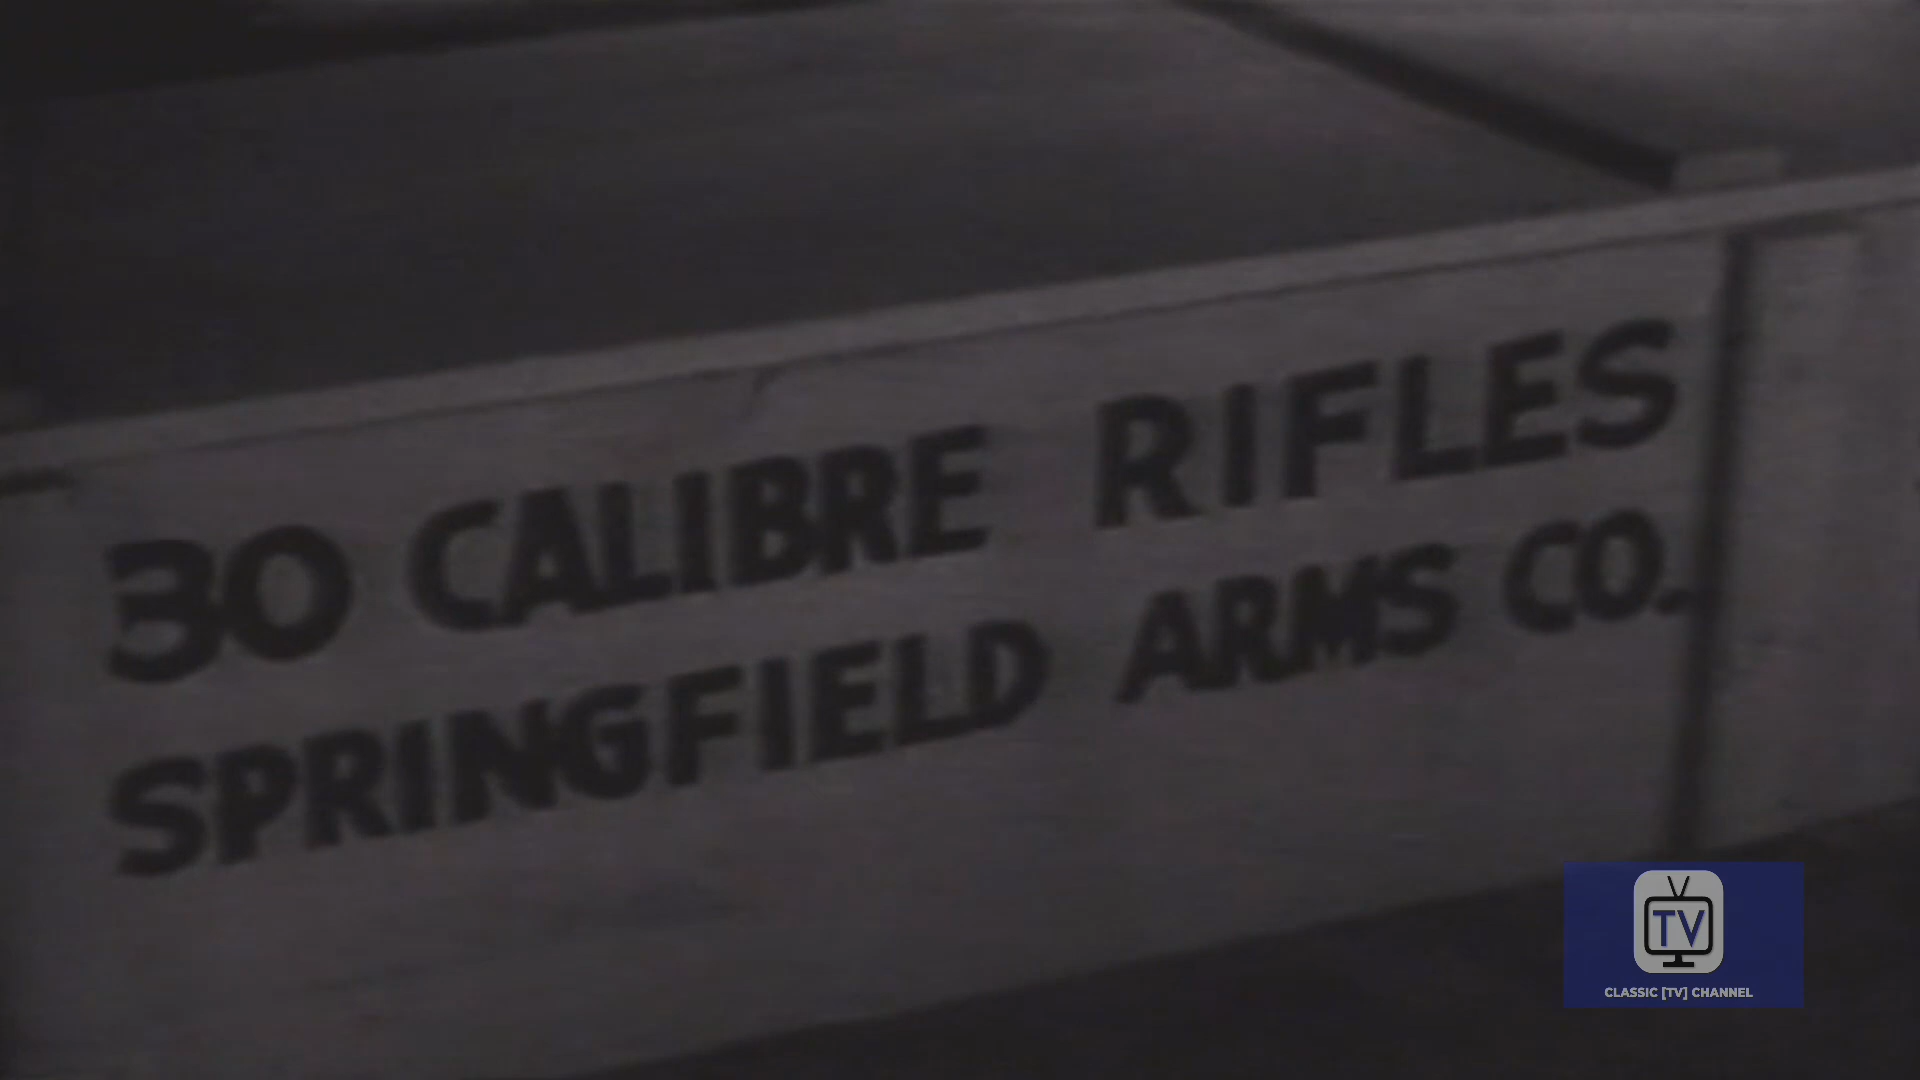 30 CALIBRE RIFLES
SPRINGFIELD ARMS CO.
TV
CLASSIC [TV] CHANNEL